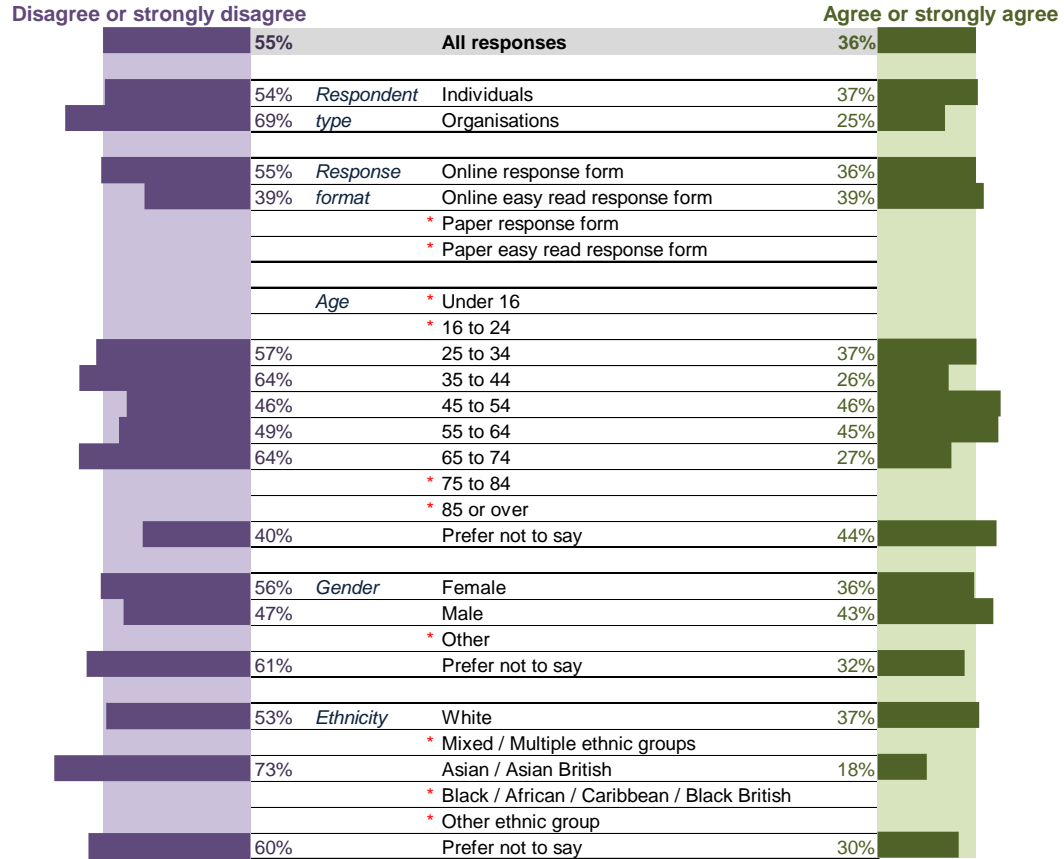 Disagree or strongly disagree Agree or strongly agree
55% All responses 36%
54% Respondent Individuals 37%
69% type Organisations 25%
55% Response Online response form 36%
39% format Online easy read response form 39%
* Paper response form
* Paper easy read response form
Age * Under 16
* 16 to 24
57% 25 to 34 37%
64% 35 to 44 26%
46% 45 to 54 46%
49% 55 to 64 45%
64% 65 to 74 27%
* 75 to 84
* 85 or over
40% Prefer not to say 44%
56% Gender Female 36%
47% Male 43%
* Other
61% Prefer not to say 32%
53% Ethnicity White 37%
* Mixed / Multiple ethnic groups
73% Asian / Asian British 18%
* Black / African / Caribbean / Black British
* Other ethnic group
60% Prefer not to say 30%